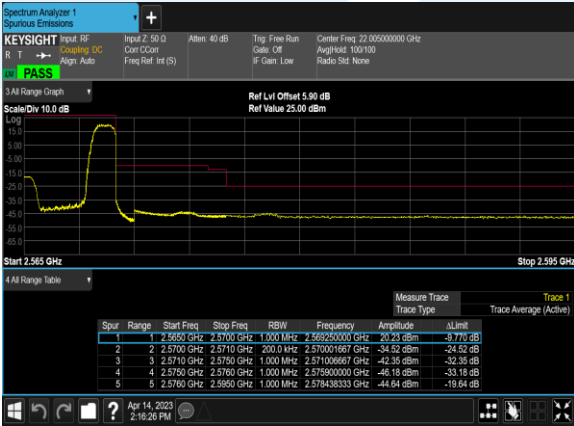 Spectrum Analyzer 1
Spurious Emissions
+
KEYSIGHT Input: RF Input Z: 50 Ω Atten: 40 dB Trig: Free Run Center Freq: 22.005000000 GHz
R T Coupling: DC Corr CCorr Gate: Off Avg|Hold: 100/100
Align: Auto Freq Ref: Int (S) IF Gain: Low Radio Std: None
PASS
3 All Range Graph
Ref Lvl Offset 5.90 dB
Scale/Div 10.0 dB Ref Value 25.00 dBm
Log
15.0
5.00
-5.00
-15.0
-25.0
-35.0
-45.0
-55.0
-65.0
Start 2.565 GHz Stop 2.595 GHz
4 All Range Table
Measure Trace Trace 1
Trace Type Trace Average (Active)
Spur Range Start Freq Stop Freq RBW Frequency Amplitude ΔLimit
1 1 2.5650 GHz 2.5700 GHz 1.000 MHz 2.569250000 GHz 20.23 dBm -9.770 dB
2 2 2.5700 GHz 2.5710 GHz 200.0 kHz 2.570001667 GHz -34.52 dBm -24.52 dB
3 3 2.5710 GHz 2.5750 GHz 1.000 MHz 2.571006667 GHz -42.35 dBm -32.35 dB
4 4 2.5750 GHz 2.5760 GHz 1.000 MHz 2.575900000 GHz -46.18 dBm -33.18 dB
5 5 2.5760 GHz 2.5950 GHz 1.000 MHz 2.578438333 GHz -44.64 dBm -19.64 dB
? Apr 14, 2023
2:16:26 PM